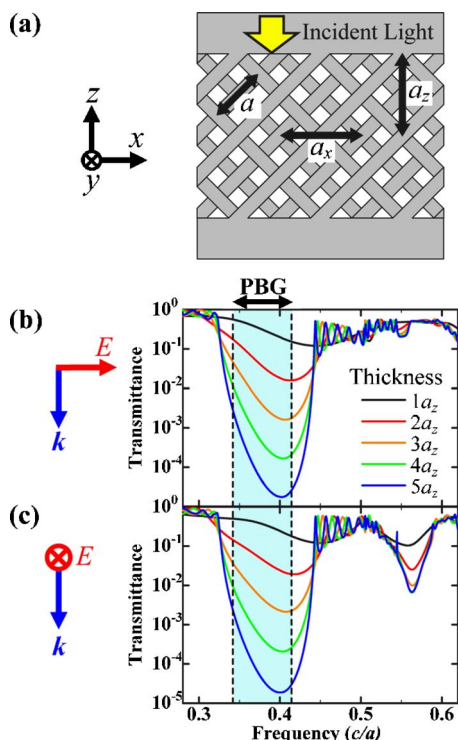 (a)
Incident Light
z
x
y
a
a_x
a_z
PBG
(b)
E
k
Transmittance
10^0
10^-1
10^-2
10^-3
10^-4
Thickness
1a_z
2a_z
3a_z
4a_z
5a_z
(c)
E
k
Transmittance
10^0
10^-1
10^-2
10^-3
10^-4
10^-5
0.3 0.4 0.5 0.6
Frequency (c/a)